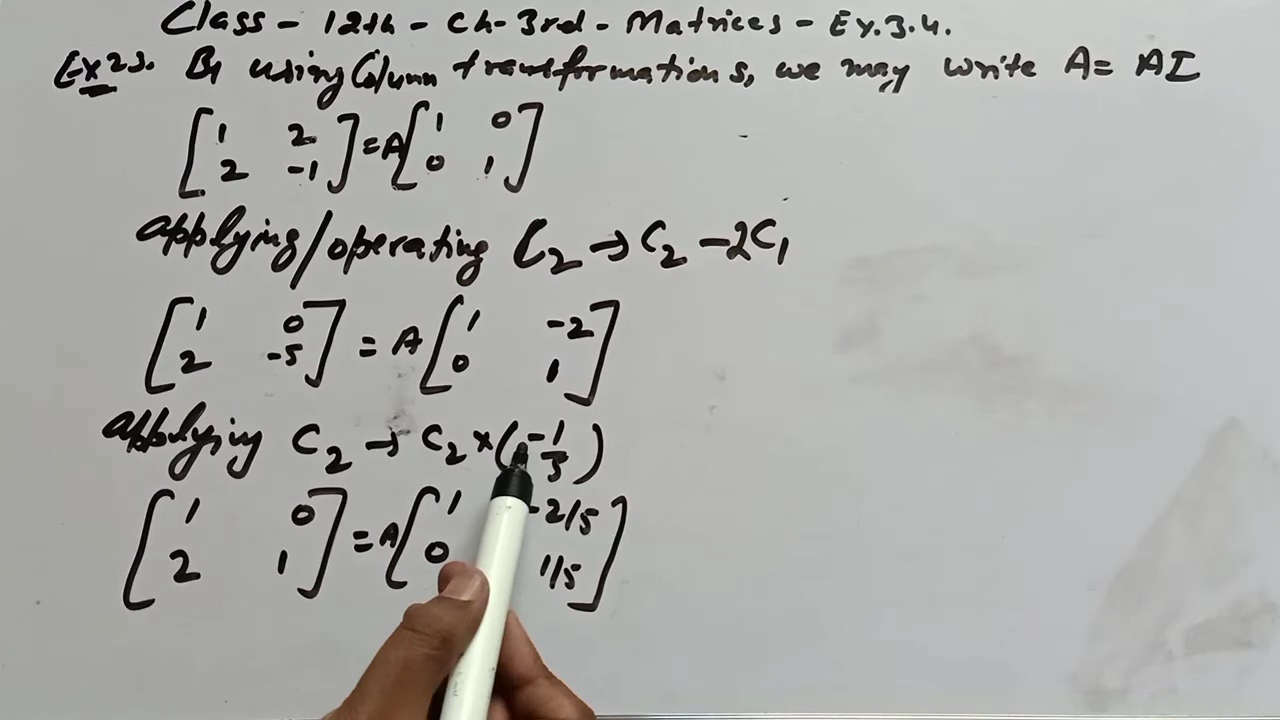 Class - 12th - Ch - 3rd - Matrices - Ex. 3.4.
Ex 23. By using Column transformations, we may write A = AI
[1 2
2 -1] = A [1 0
0 1]
Applying/operating C2 → C2 - 2C1
[1 0
2 -5] = A [1 -2
0 1]
Applying C2 → C2 × (-1/5)
[1 0
2 1] = A [1 -2/5
0 1/5]